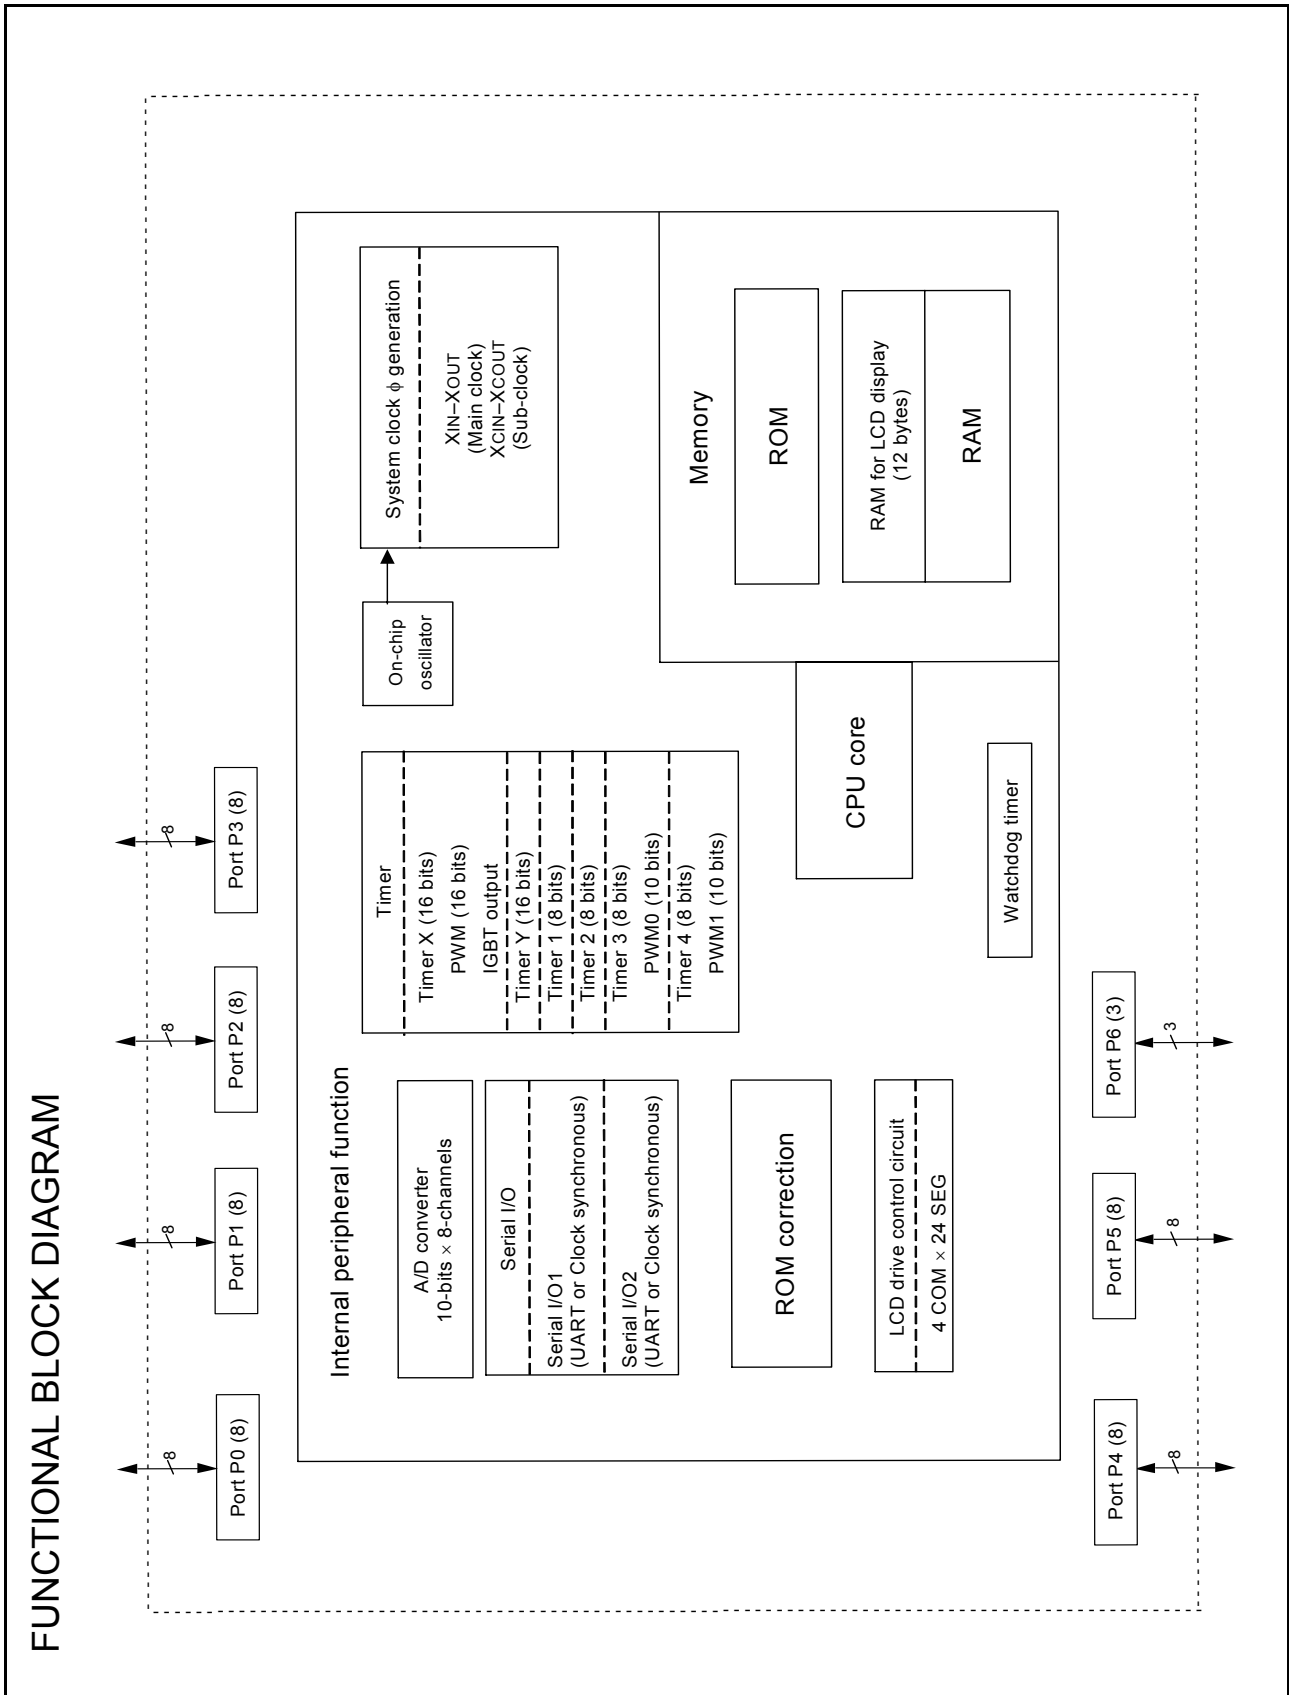 FUNCTIONAL BLOCK DIAGRAM
8
8
8
8
Port P0 (8)
Port P1 (8)
Port P2 (8)
Port P3 (8)
Internal peripheral function
A/D converter
10-bits × 8-channels
Serial I/O
Serial I/O1
(UART or Clock synchronous)
Serial I/O2
(UART or Clock synchronous)
ROM correction
LCD drive control circuit
4 COM × 24 SEG
Timer
Timer X (16 bits)
PWM (16 bits)
IGBT output
Timer Y (16 bits)
Timer 1 (8 bits)
Timer 2 (8 bits)
Timer 3 (8 bits)
PWM0 (10 bits)
Timer 4 (8 bits)
PWM1 (10 bits)
On-chip
oscillator
System clock ϕ generation
XIN–XOUT
(Main clock)
XCIN–XCOUT
(Sub-clock)
CPU core
Watchdog timer
Memory
ROM
RAM for LCD display
(12 bytes)
RAM
Port P4 (8)
Port P5 (8)
Port P6 (3)
8
8
3